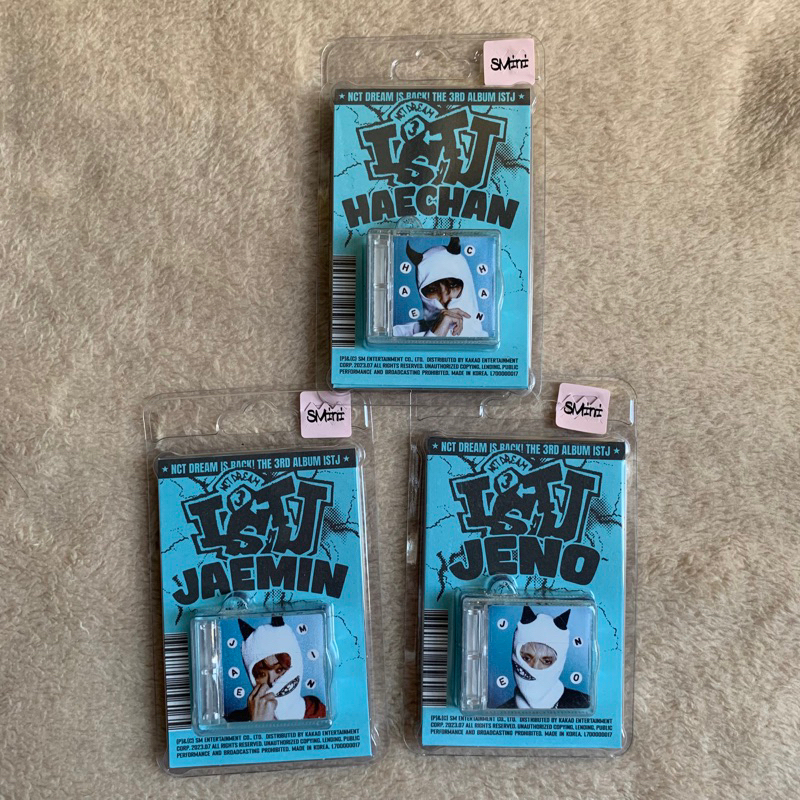 SMini
★ NCT DREAM IS BACK! THE 3RD ALBUM ISTJ ★
NCT DREAM
3
ISTJ
HAECHAN
HAE
CHAN
(P)&(C) SM ENTERTAINMENT CO., LTD. DISTRIBUTED BY KAKAO ENTERTAINMENT
CORP. 2023.07 ALL RIGHTS RESERVED. UNAUTHORIZED COPYING, LENDING, PUBLIC
PERFORMANCE AND BROADCASTING PROHIBITED. MADE IN KOREA. L700000017
SMini
★ NCT DREAM IS BACK! THE 3RD ALBUM ISTJ ★
NCT DREAM
3
ISTJ
JAEMIN
JAE
MIN
(P)&(C) SM ENTERTAINMENT CO., LTD. DISTRIBUTED BY KAKAO ENTERTAINMENT
CORP. 2023.07 ALL RIGHTS RESERVED. UNAUTHORIZED COPYING, LENDING, PUBLIC
PERFORMANCE AND BROADCASTING PROHIBITED. MADE IN KOREA. L700000017
SMini
★ NCT DREAM IS BACK! THE 3RD ALBUM ISTJ ★
NCT DREAM
3
ISTJ
JENO
JE
NO
(P)&(C) SM ENTERTAINMENT CO., LTD. DISTRIBUTED BY KAKAO ENTERTAINMENT
CORP. 2023.07 ALL RIGHTS RESERVED. UNAUTHORIZED COPYING, LENDING, PUBLIC
PERFORMANCE AND BROADCASTING PROHIBITED. MADE IN KOREA. L700000017